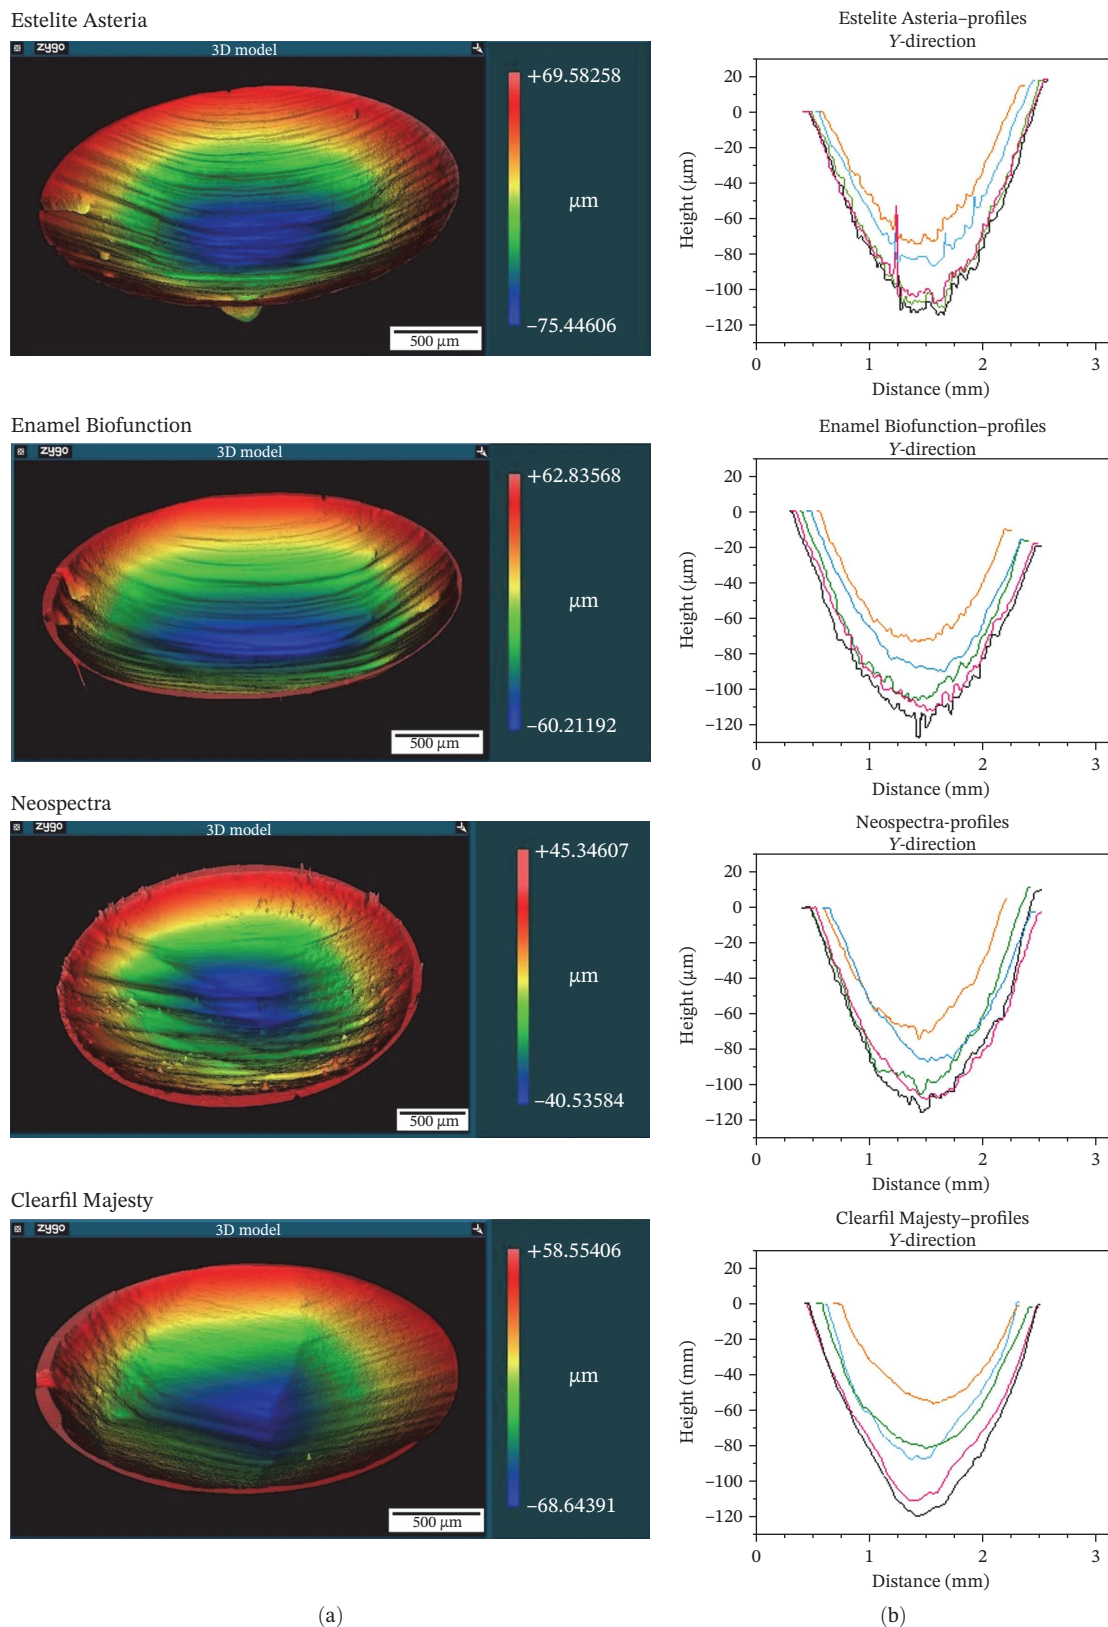 Estelite Asteria
zygo
3D model
+69.58258
µm
–75.44606
500 µm
Estelite Asteria–profiles
Y-direction
Height (µm)
20
0
–20
–40
–60
–80
–100
–120
0
1
2
3
Distance (mm)
Enamel Biofunction
zygo
3D model
+62.83568
µm
–60.21192
500 µm
Enamel Biofunction–profiles
Y-direction
Height (µm)
20
0
–20
–40
–60
–80
–100
–120
0
1
2
3
Distance (mm)
Neospectra
zygo
3D model
+45.34607
µm
–40.53584
500 µm
Neospectra-profiles
Y-direction
Height (µm)
20
0
–20
–40
–60
–80
–100
–120
0
1
2
3
Distance (mm)
Clearfil Majesty
zygo
3D model
+58.55406
µm
–68.64391
500 µm
Clearfil Majesty–profiles
Y-direction
Height (mm)
20
0
–20
–40
–60
–80
–100
–120
0
1
2
3
Distance (mm)
(a)
(b)